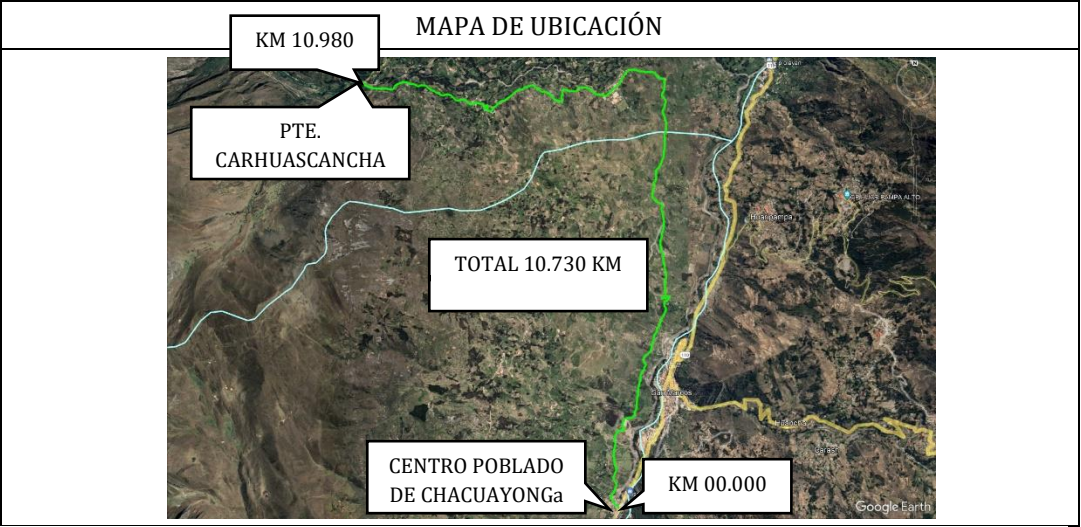 MAPA DE UBICACIÓN
KM 10.980
PTE.
CARHUASCANCHA
Huaripampa
TOTAL 10.730 KM
CENTRO POBLADO
DE CHACUAYONGa
KM 00.000
Google Earth